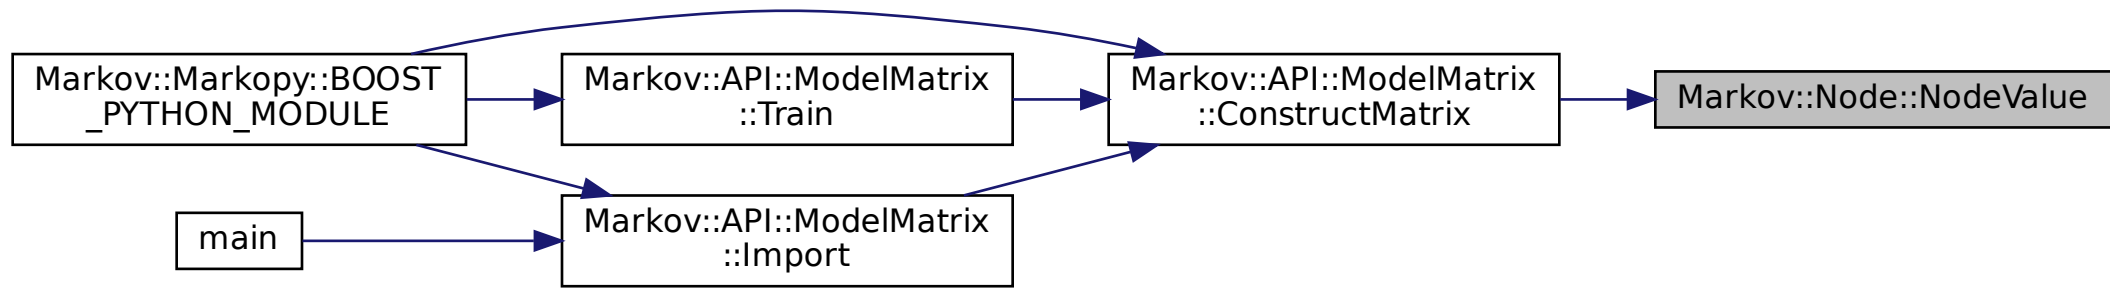 Markov::Markopy::BOOST
_PYTHON_MODULE
Markov::API::ModelMatrix
::Train
Markov::API::ModelMatrix
::ConstructMatrix
Markov::Node::NodeValue
main
Markov::API::ModelMatrix
::Import